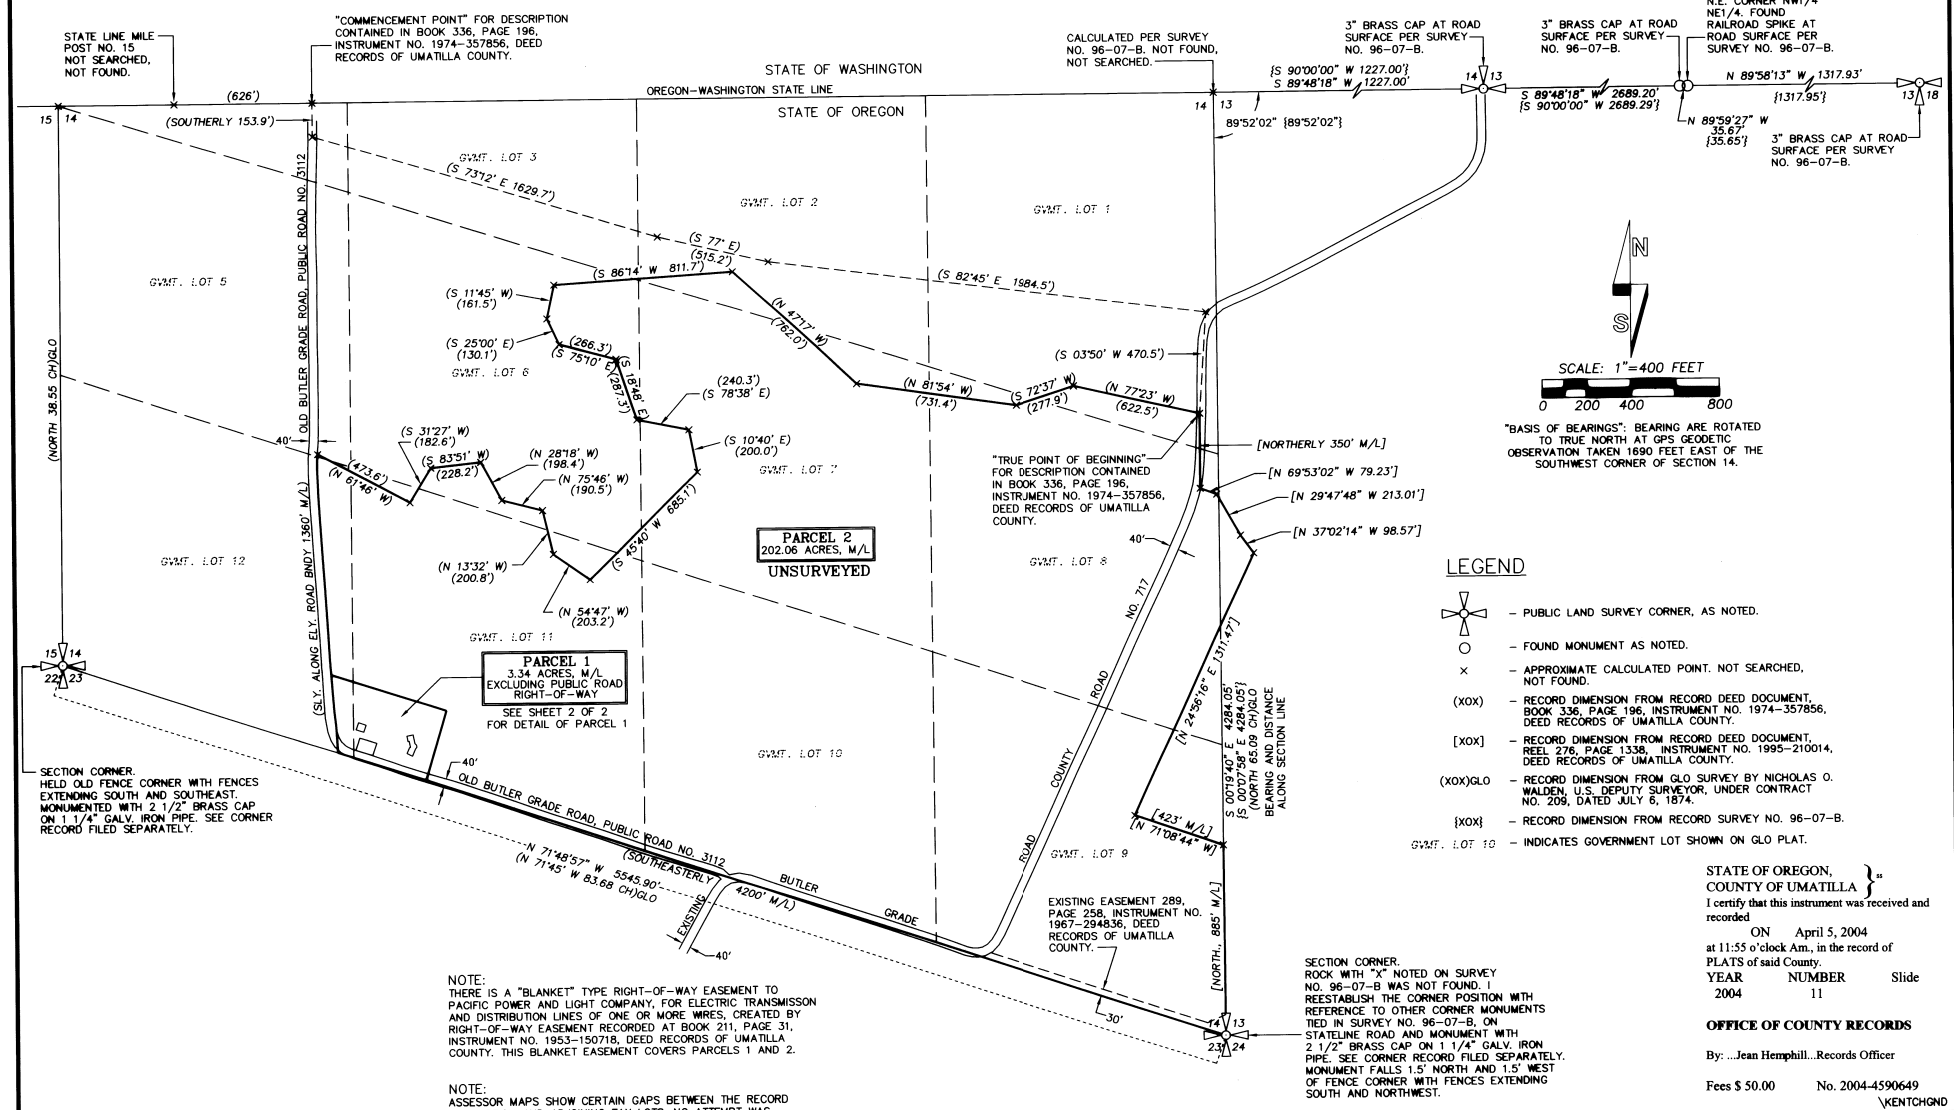 STATE LINE MILE
POST NO. 15
NOT SEARCHED,
NOT FOUND.
"COMMENCEMENT POINT" FOR DESCRIPTION
CONTAINED IN BOOK 336, PAGE 196,
INSTRUMENT NO. 1974-357856, DEED
RECORDS OF UMATILLA COUNTY.
STATE OF WASHINGTON
OREGON-WASHINGTON STATE LINE
STATE OF OREGON
CALCULATED PER SURVEY
NO. 96-07-B. NOT FOUND,
NOT SEARCHED.
{S 90°00'00" W 1227.00'}
S 89°48'18" W 1227.00'
3" BRASS CAP AT ROAD
SURFACE PER SURVEY
NO. 96-07-B.
3" BRASS CAP AT ROAD
SURFACE PER SURVEY
NO. 96-07-B.
N.E. CORNER NW1/4
NE1/4. FOUND
RAILROAD SPIKE AT
ROAD SURFACE PER
SURVEY NO. 96-07-B.
S 89°48'18" W 2689.20'
{S 90°00'00" W 2689.29'}
N 89°58'13" W 1317.93'
{1317.95'}
N 89°59'27" W
35.67'
{35.65'}
3" BRASS CAP AT ROAD
SURFACE PER SURVEY
NO. 96-07-B.
14 13
13 18
15 14
14 13
89°52'02" {89°52'02"}
(626')
(SOUTHERLY 153.9')
GVMT. LOT 3
(S 73°12' E 1629.7')
GVMT. LOT 2
GVMT. LOT 1
(S 77° E)
(515.2')
(S 82°45' E 1984.5')
GVMT. LOT 5
OLD BUTLER GRADE ROAD, PUBLIC ROAD NO. 3112
(NORTH 38.55 CH)GLO
(S 86°14' W 811.7')
(S 11°45' W)
(161.5')
(S 25°00' E)
(130.1')
(266.3')
(S 75°10' E)
GVMT. LOT 6
(S 18°48' E)
(287.3')
(240.3')
(S 78°38' E)
(N 47°17' W)
(762.0')
(N 81°54' W)
(731.4')
(S 72°37' W)
(277.9')
(N 77°23' W)
(622.5')
(S 03°50' W 470.5')
(S 10°40' E)
(200.0')
GVMT. LOT 7
40'
(473.6')
(N 61°46' W)
(S 31°27' W)
(182.6')
(S 83°51' W)
(228.2')
(N 28°18' W)
(198.4')
(N 75°46' W)
(190.5')
(S 45°40' W 685.1')
(N 13°32' W)
(200.8')
(N 54°47' W)
(203.2')
"TRUE POINT OF BEGINNING"
FOR DESCRIPTION CONTAINED
IN BOOK 336, PAGE 196,
INSTRUMENT NO. 1974-357856,
DEED RECORDS OF UMATILLA
COUNTY.
[NORTHERLY 350' M/L]
[N 69°53'02" W 79.23']
[N 29°47'48" W 213.01']
[N 37°02'14" W 98.57']
N
S
SCALE: 1"=400 FEET
0 200 400 800
"BASIS OF BEARINGS": BEARING ARE ROTATED
TO TRUE NORTH AT GPS GEODETIC
OBSERVATION TAKEN 1690 FEET EAST OF THE
SOUTHWEST CORNER OF SECTION 14.
PARCEL 2
202.06 ACRES, M/L
UNSURVEYED
GVMT. LOT 12
(SLY. ALONG ELY. ROAD BNDY 1360' M/L)
GVMT. LOT 11
GVMT. LOT 8
40'
COUNTY ROAD NO. 717
PARCEL 1
3.34 ACRES, M/L
EXCLUDING PUBLIC ROAD
RIGHT-OF-WAY
SEE SHEET 2 OF 2
FOR DETAIL OF PARCEL 1
15 14
22 23
SECTION CORNER.
HELD OLD FENCE CORNER WITH FENCES
EXTENDING SOUTH AND SOUTHEAST.
MONUMENTED WITH 2 1/2" BRASS CAP
ON 1 1/4" GALV. IRON PIPE. SEE CORNER
RECORD FILED SEPARATELY.
GVMT. LOT 10
40'
OLD BUTLER GRADE ROAD, PUBLIC ROAD NO. 3112
N 71°48'57" W 5545.90'
(N 71°45' W 83.68 CH)GLO
(SOUTHEASTERLY
4200' M/L)
BUTLER
GRADE
ROAD
EXISTING
40'
[N 24°56'16" E 1311.47']
S 00°19'40" E 4284.05'
{S 00°07'58" E 4284.05'}
(NORTH 65.09 CH)GLO
BEARING AND DISTANCE
ALONG SECTION LINE
[423' M/L]
[N 71°08'44" W]
GVMT. LOT 9
[NORTH., 885' M/L]
EXISTING EASEMENT 289,
PAGE 258, INSTRUMENT NO.
1967-294836, DEED
RECORDS OF UMATILLA
COUNTY.
30'
14 13
23 24
SECTION CORNER.
ROCK WITH "X" NOTED ON SURVEY
NO. 96-07-B WAS NOT FOUND. I
REESTABLISH THE CORNER POSITION WITH
REFERENCE TO OTHER CORNER MONUMENTS
TIED IN SURVEY NO. 96-07-B, ON
STATELINE ROAD AND MONUMENT WITH
2 1/2" BRASS CAP ON 1 1/4" GALV. IRON
PIPE. SEE CORNER RECORD FILED SEPARATELY.
MONUMENT FALLS 1.5' NORTH AND 1.5' WEST
OF FENCE CORNER WITH FENCES EXTENDING
SOUTH AND NORTHWEST.
LEGEND
- PUBLIC LAND SURVEY CORNER, AS NOTED.
- FOUND MONUMENT AS NOTED.
x - APPROXIMATE CALCULATED POINT. NOT SEARCHED,
NOT FOUND.
(XOX) - RECORD DIMENSION FROM RECORD DEED DOCUMENT,
BOOK 336, PAGE 196, INSTRUMENT NO. 1974-357856,
DEED RECORDS OF UMATILLA COUNTY.
[XOX] - RECORD DIMENSION FROM RECORD DEED DOCUMENT,
REEL 276, PAGE 1338, INSTRUMENT NO. 1995-210014,
DEED RECORDS OF UMATILLA COUNTY.
(XOX)GLO - RECORD DIMENSION FROM GLO SURVEY BY NICHOLAS O.
WALDEN, U.S. DEPUTY SURVEYOR, UNDER CONTRACT
NO. 209, DATED JULY 6, 1874.
{XOX} - RECORD DIMENSION FROM RECORD SURVEY NO. 96-07-B.
GVMT. LOT 10 - INDICATES GOVERNMENT LOT SHOWN ON GLO PLAT.
NOTE:
THERE IS A "BLANKET" TYPE RIGHT-OF-WAY EASEMENT TO
PACIFIC POWER AND LIGHT COMPANY, FOR ELECTRIC TRANSMISSON
AND DISTRIBUTION LINES OF ONE OR MORE WIRES, CREATED BY
RIGHT-OF-WAY EASEMENT RECORDED AT BOOK 211, PAGE 31,
INSTRUMENT NO. 1953-150718, DEED RECORDS OF UMATILLA
COUNTY. THIS BLANKET EASEMENT COVERS PARCELS 1 AND 2.
NOTE:
ASSESSOR MAPS SHOW CERTAIN GAPS BETWEEN THE RECORD
STATE OF OREGON,
COUNTY OF UMATILLA } ss
I certify that this instrument was received and
recorded
ON April 5, 2004
at 11:55 o'clock Am., in the record of
PLATS of said County.
YEAR NUMBER Slide
2004 11
OFFICE OF COUNTY RECORDS
By: ...Jean Hemphill...Records Officer
Fees $ 50.00 No. 2004-4590649
\KENTCHGND